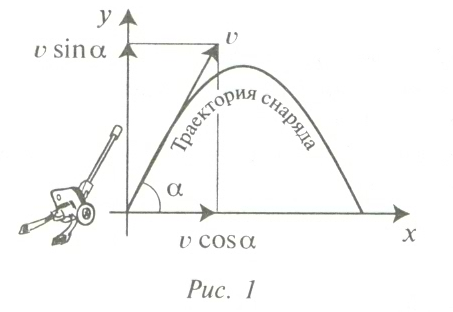 y
v
v sinα
Траектория снаряда
α
v cosα
x
Рис. 1